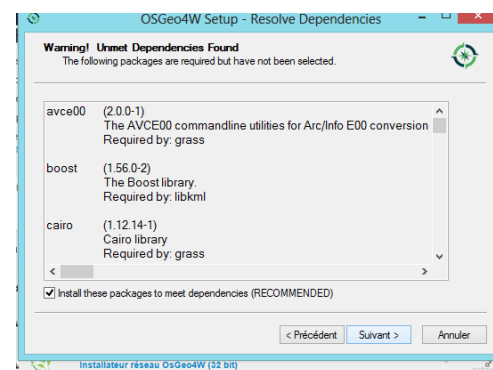 OSGeo4W Setup - Resolve Dependencies
Warning! Unmet Dependencies Found
The following packages are required but have not been selected.
avce00 (2.0.0-1)
The AVCE00 commandline utilities for Arc/Info E00 conversion
Required by: grass
boost (1.56.0-2)
The Boost library.
Required by: libkml
cairo (1.12.14-1)
Cairo library
Required by: grass
Install these packages to meet dependencies (RECOMMENDED)
< Précédent Suivant > Annuler
Installateur réseau OsGeo4W (32 bit)